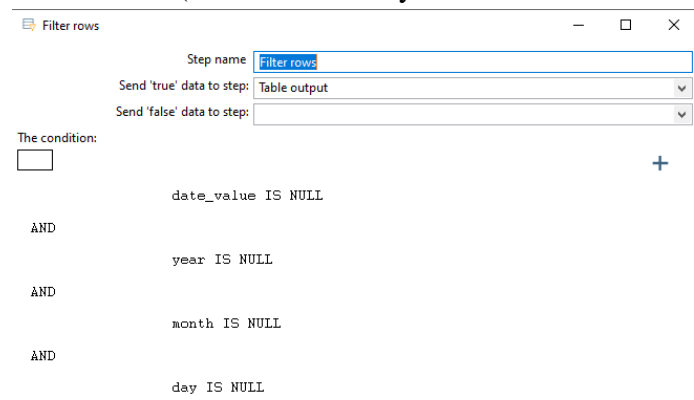 Filter rows
Step name Filter rows
Send 'true' data to step: Table output
Send 'false' data to step:
The condition:
date_value IS NULL
AND
year IS NULL
AND
month IS NULL
AND
day IS NULL